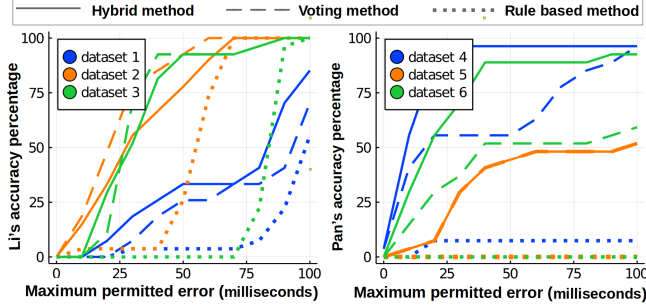 Hybrid method Voting method Rule based method
Li's accuracy percentage
100
75
50
25
0
dataset 1
dataset 2
dataset 3
0 25 50 75 100
Maximum permitted error (milliseconds)
Pan's accuracy percentage
100
75
50
25
0
dataset 4
dataset 5
dataset 6
0 25 50 75 100
Maximum permitted error (milliseconds)